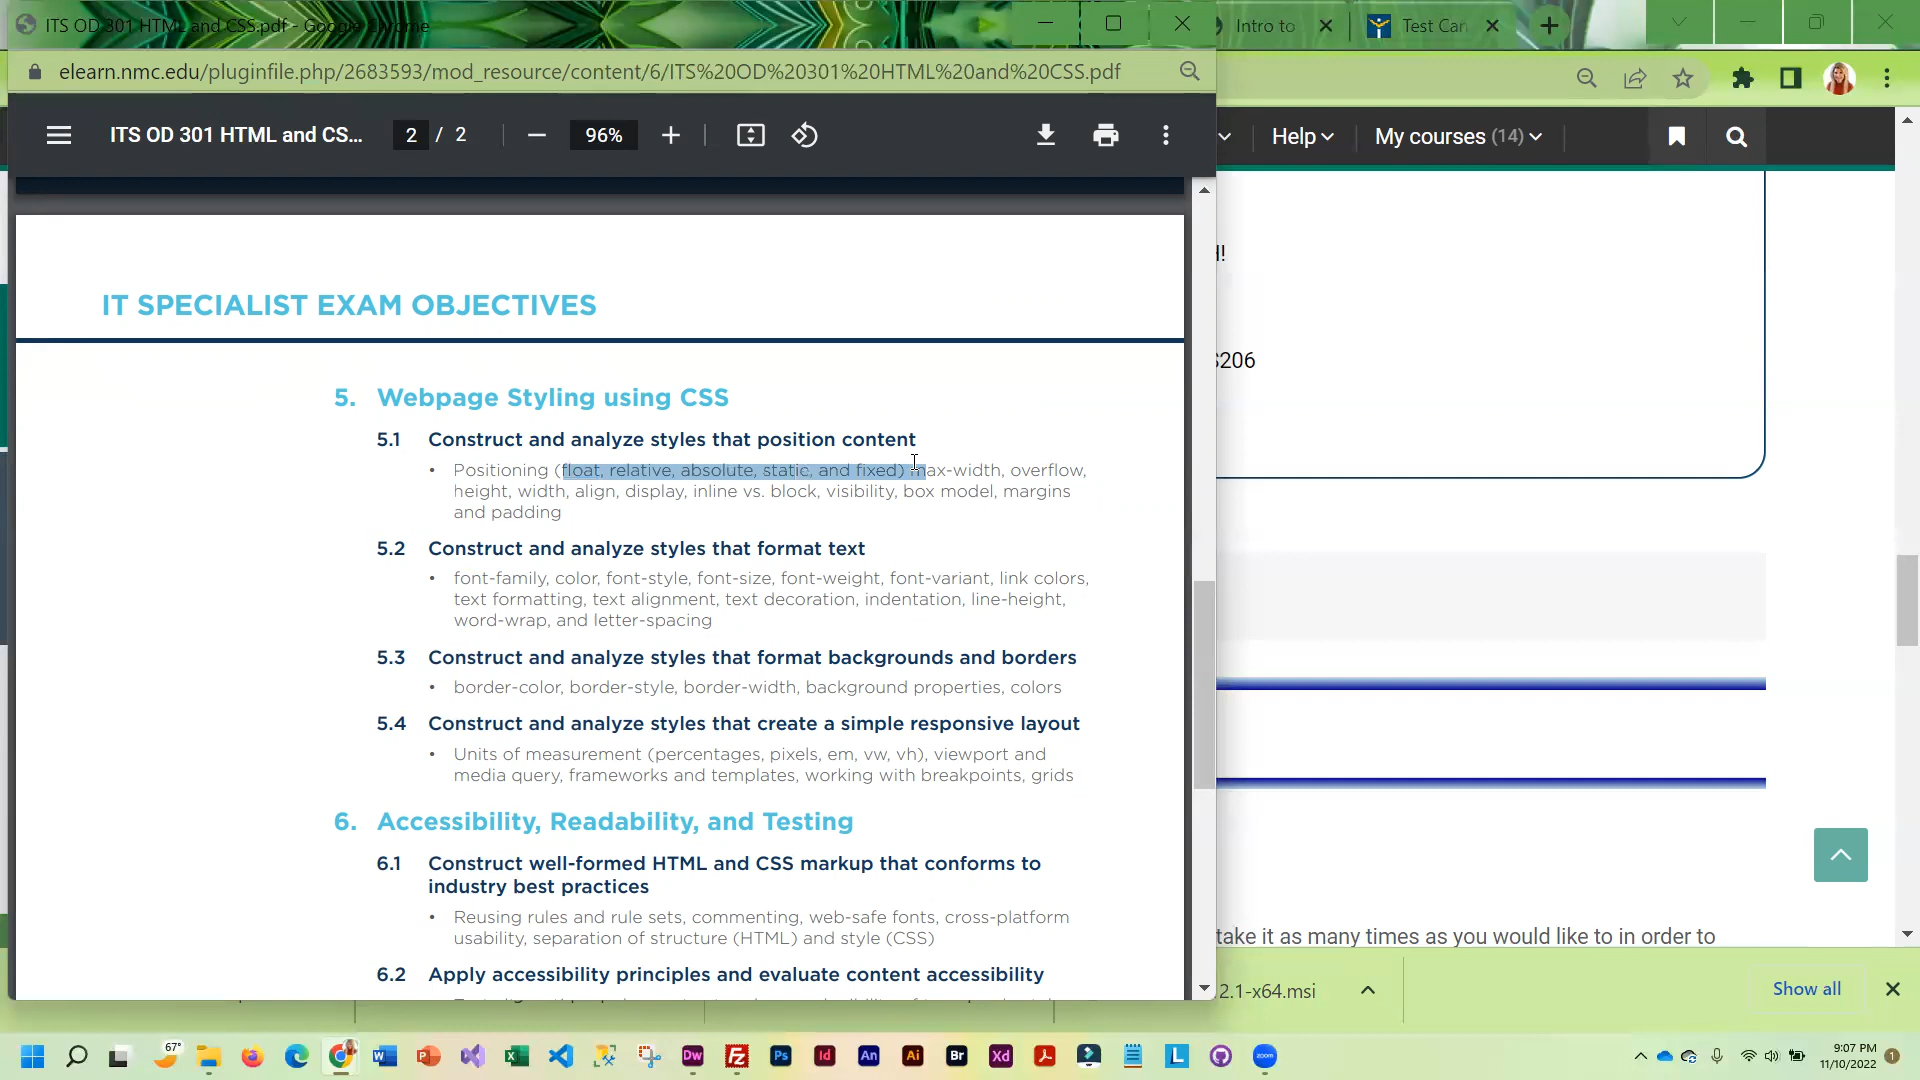 ITS OD 301 HTML and CSS.pdf - Google Chrome
Intro to
Test Can
elearn.nmc.edu/pluginfile.php/2683593/mod_resource/content/6/ITS%20OD%20301%20HTML%20and%20CSS.pdf
ITS OD 301 HTML and CS... 2 / 2 96%
Help My courses (14)
H!
S206
IT SPECIALIST EXAM OBJECTIVES
5. Webpage Styling using CSS
5.1 Construct and analyze styles that position content
• Positioning (float, relative, absolute, static, and fixed) max-width, overflow,
height, width, align, display, inline vs. block, visibility, box model, margins
and padding
5.2 Construct and analyze styles that format text
• font-family, color, font-style, font-size, font-weight, font-variant, link colors,
text formatting, text alignment, text decoration, indentation, line-height,
word-wrap, and letter-spacing
5.3 Construct and analyze styles that format backgrounds and borders
• border-color, border-style, border-width, background properties, colors
5.4 Construct and analyze styles that create a simple responsive layout
• Units of measurement (percentages, pixels, em, vw, vh), viewport and
media query, frameworks and templates, working with breakpoints, grids
6. Accessibility, Readability, and Testing
6.1 Construct well-formed HTML and CSS markup that conforms to
industry best practices
• Reusing rules and rule sets, commenting, web-safe fonts, cross-platform
usability, separation of structure (HTML) and style (CSS)
6.2 Apply accessibility principles and evaluate content accessibility
take it as many times as you would like to in order to
2.1-x64.msi
Show all
67°
Dw
Fz
Ps
Id
An
Ai
Br
Xd
L
zoom
9:07 PM
11/10/2022
1